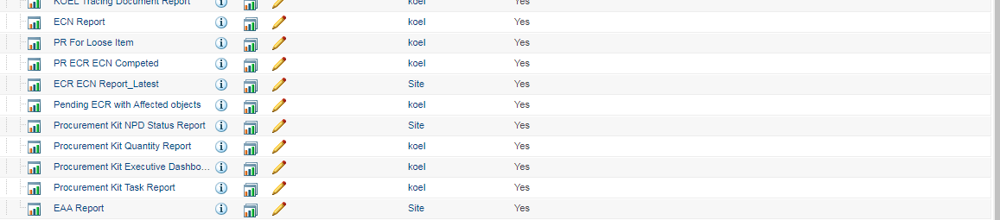 KOEL Tracing Document Report koel Yes
ECN Report koel Yes
PR For Loose Item koel Yes
PR ECR ECN Competed koel Yes
ECR ECN Report_Latest Site Yes
Pending ECR with Affected objects koel Yes
Procurement Kit NPD Status Report Site Yes
Procurement Kit Quantity Report koel Yes
Procurement Kit Executive Dashbo... koel Yes
Procurement Kit Task Report koel Yes
EAA Report Site Yes